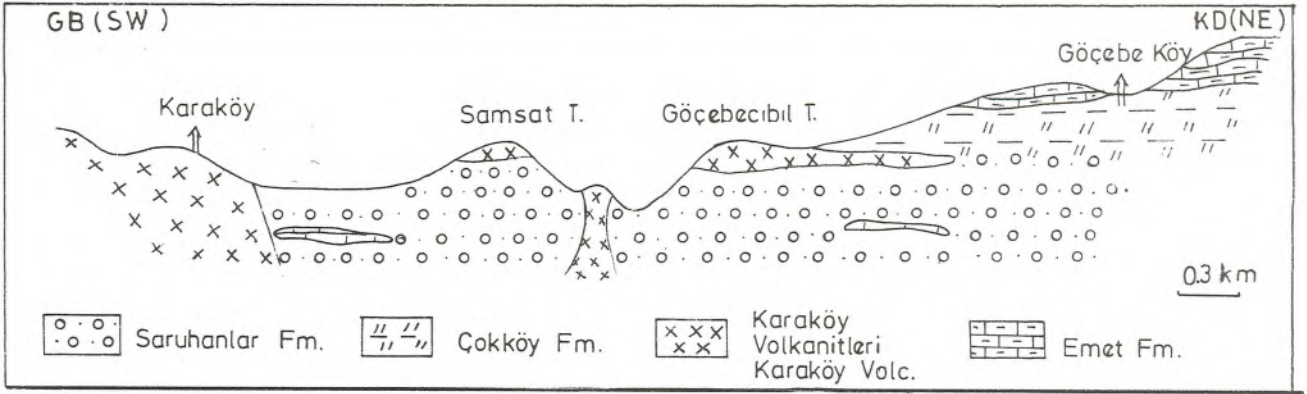 GB (SW)
KD(NE)
Göçebe Köy
Karaköy
Samsat T.
Göçebecıbıl T.
0.3 km
Saruhanlar Fm.
Çokköy Fm.
Karaköy
Volkanitleri
Karaköy Volc.
Emet Fm.